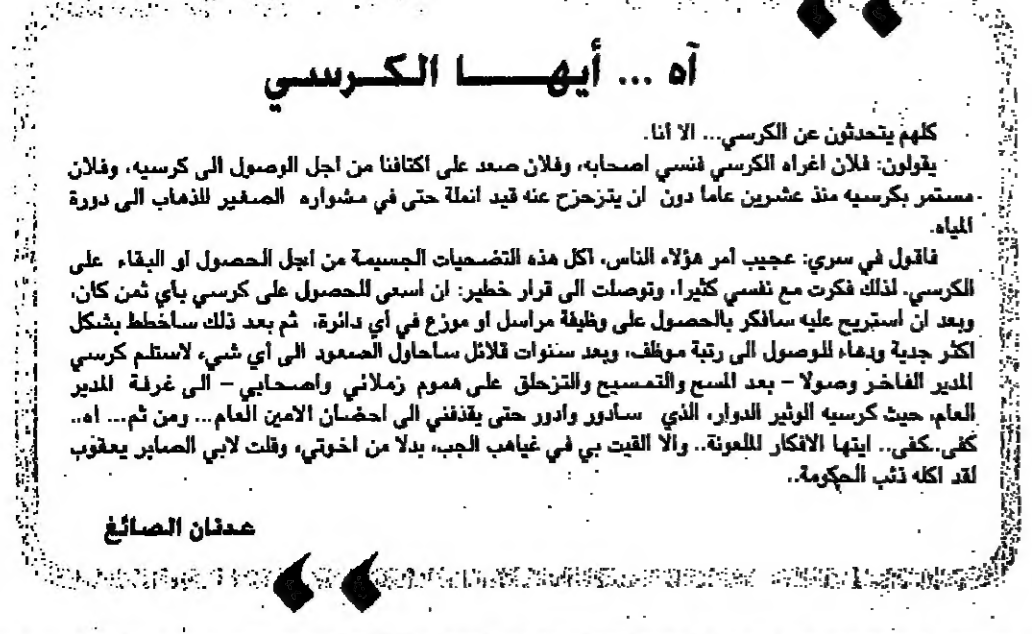 آه ... أيها الكرسي
كلهم يتحدثون عن الكرسي... الا أنا.
يقولون: فلان اغراه الكرسي فنسي اصحابه، وفلان صعد على اكتافنا من اجل الوصول الى كرسيه، وفلان
مستمر بكرسيه منذ عشرين عاما دون ان يتزحزح عنه قيد انملة حتى في مشواره الصغير للذهاب الى دورة
المياه.
فاقول في سري: عجيب أمر هؤلاء الناس، اكل هذه التضحيات الجسيمة من اجل الحصول او البقاء على
الكرسي. لذلك فكرت مع نفسي كثيرا، وتوصلت الى قرار خطير: ان اسعى للحصول على كرسي بأي ثمن كان،
وبعد ان استريح عليه سافكر بالحصول على وظيفة مراسل او موزع في أي دائرة، ثم بعد ذلك ساخطط بشكل
اكثر جدية ودهاء للوصول الى رتبة موظف، وبعد سنوات قلائل ساحاول الصعود الى أي شيء، لاستلم كرسي
المدير الفاخر وصولا – بعد المسح والتمسيح والتزحلق على هموم زملائي واصحابي – الى غرفة المدير
العام، حيث كرسيه الوثير الدوار، الذي سادور وادور حتى يقذفني الى احضان الامين العام... ومن ثم... اه..
كفى..كفى.. ايتها الافكار الملعونة.. والا القيت بي في غياهب الجب، بدلا من اخوتي، وقلت لابي الصابر يعقوب
لقد اكله ذئب الحكومة..
عدنان الصائغ